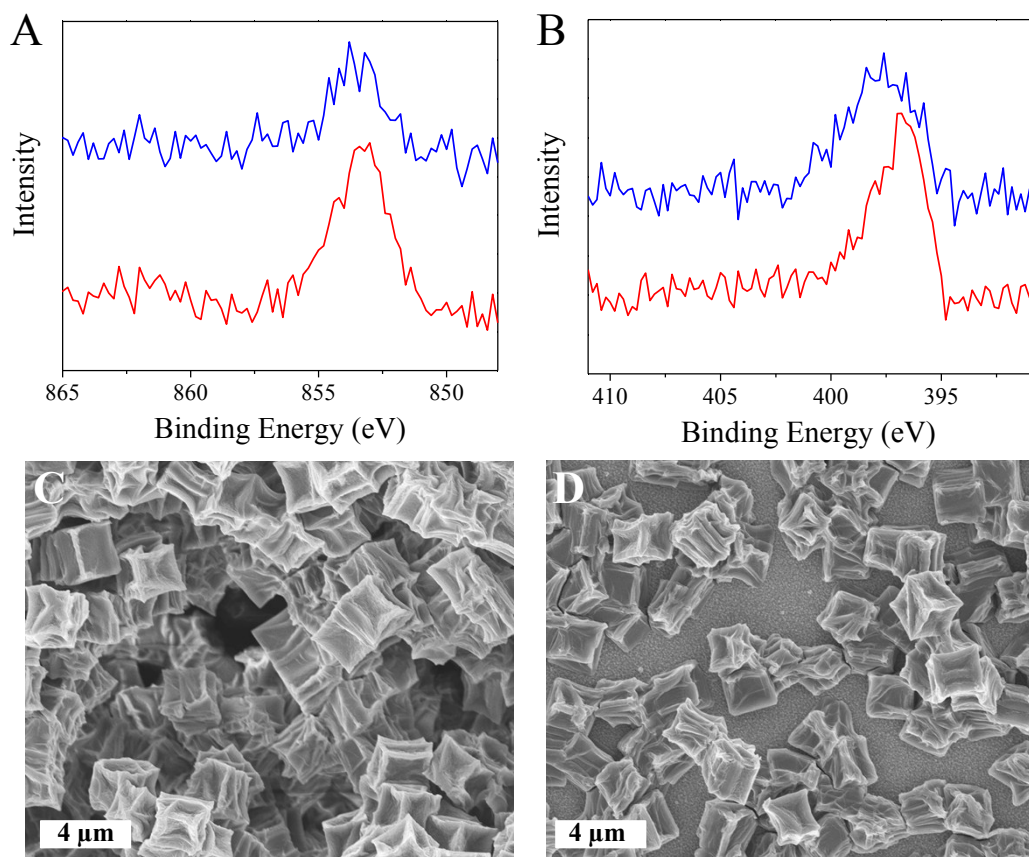 A
B
Intensity
Intensity
865 860 855 850
410 405 400 395
Binding Energy (eV)
Binding Energy (eV)
C
D
4 μm
4 μm